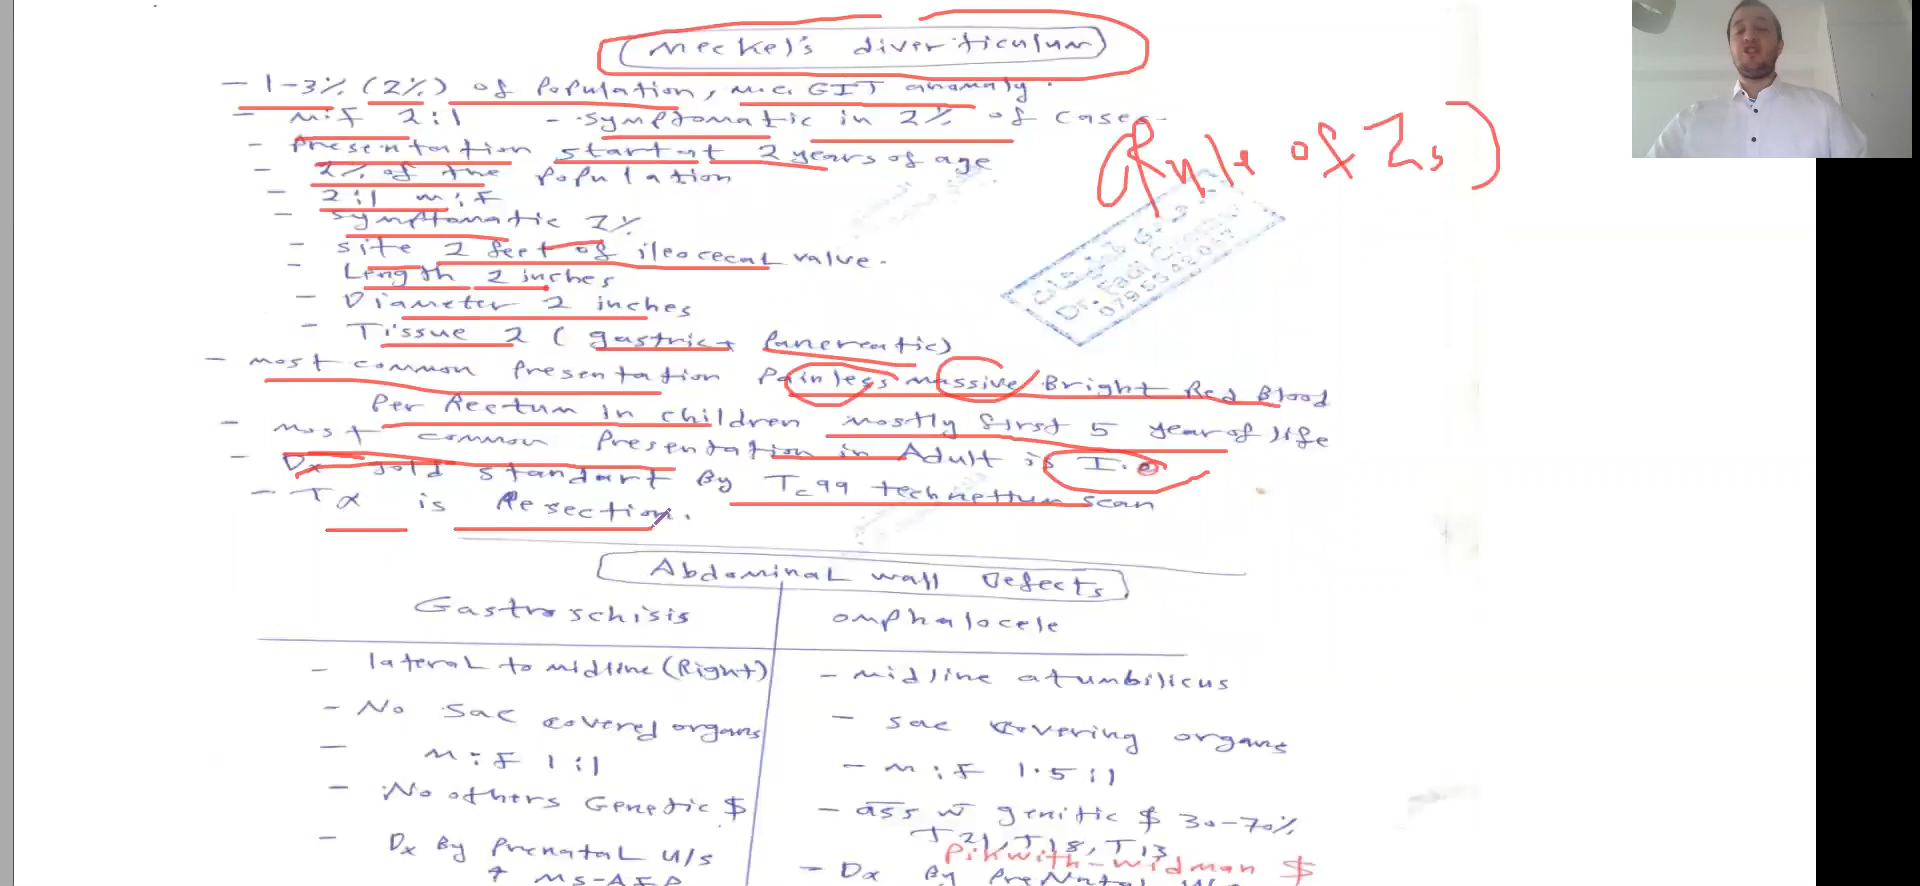 Meckel's diverticulum
- 1-3% (2%) of Population, m.c. GIT anomaly.
- m:f 2:1 - symptomatic in 2% of cases.
- Presentation start at 2 years of age
- 2% of the Population
- 2:1 m:f
- Symptomatic 2%
- site 2 feet of ileocecal valve.
- Length 2 inches
- Diameter 2 inches
- Tissue 2 (gastric + Pancreatic)
(Rule of 2s)
- most common Presentation Painless massive Bright Red Blood
Per Rectum in children mostly first 5 year of life
- most common Presentation in Adult is I.o
- Dx gold standart By Tc99 technettum scan
- Tx is Resection.
Abdominal wall Defects
Gastroschisis omphalocele
- lateral to midline (Right) - midline at umbilicus
- No Sac covered organs - sac covering organs
- m:f 1:1 - m:f 1.5:1
- No others Genetic $ - ass w genitic $ 30-70%
T21, T18, T13
Pikwith-widman $
- Dx By Prenatal U/s - Dx By PreNatal
↑ MS-AFP